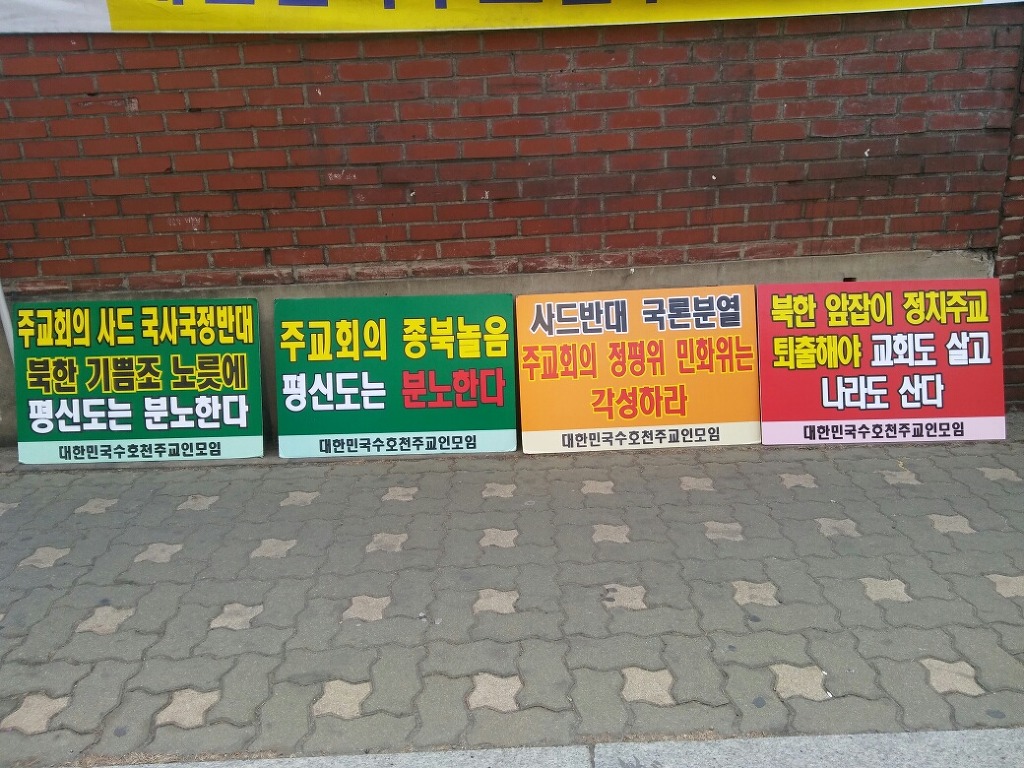 주교회의 사드 국사국정반대
북한 기쁨조 노릇에
평신도는 분노한다
대한민국수호천주교인모임
주교회의 종북놀음
평신도는 분노한다
대한민국수호천주교인모임
사드반대 국론분열
주교회의 정평위 민화위는
각성하라
대한민국수호천주교인모임
북한 앞잡이 정치주교
퇴출해야 교회도 살고
나라도 산다
대한민국수호천주교인모임